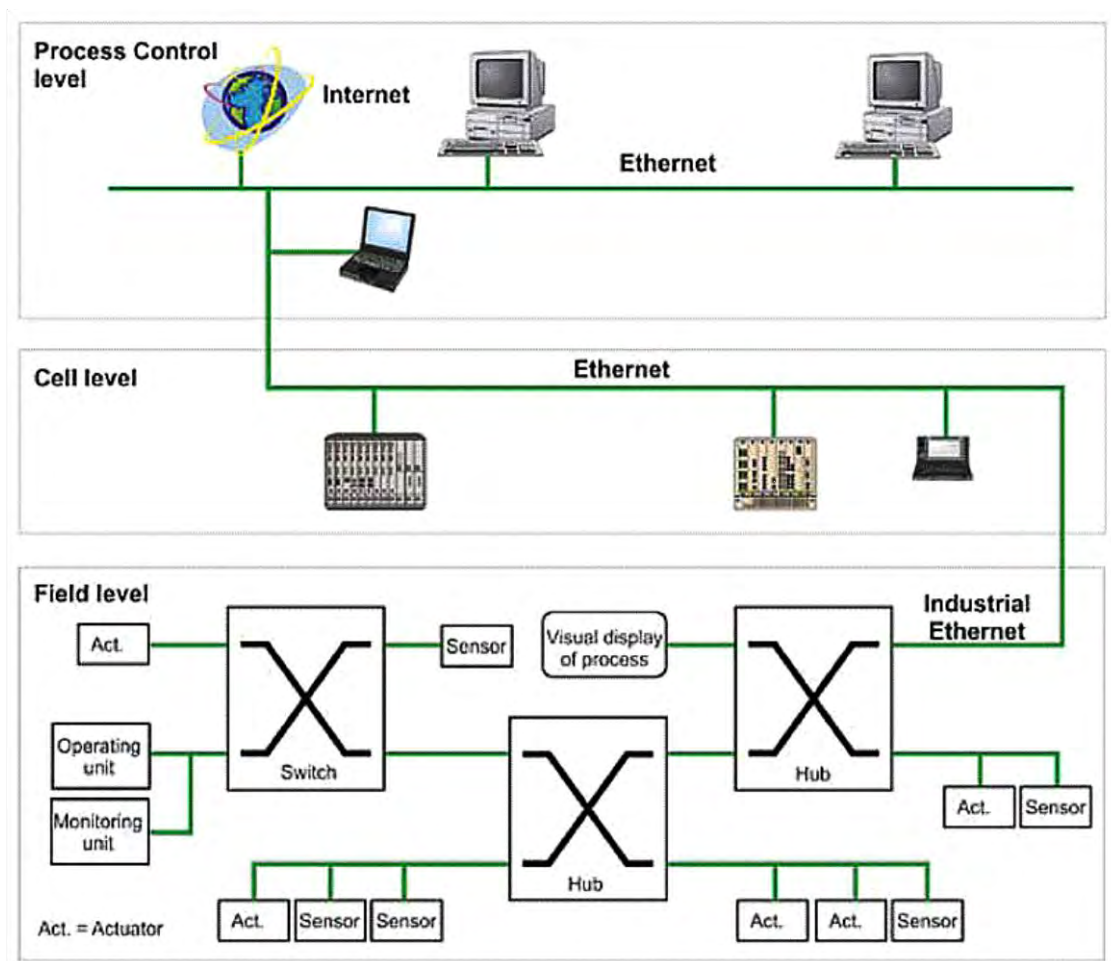 Process Control
level
Internet
Ethernet
Cell level
Ethernet
Field level
Industrial
Ethernet
Act.
Sensor
Visual display
of process
Operating
unit
Switch
Hub
Monitoring
unit
Act.
Sensor
Hub
Act.
Sensor
Sensor
Act.
Act.
Sensor
Act. = Actuator